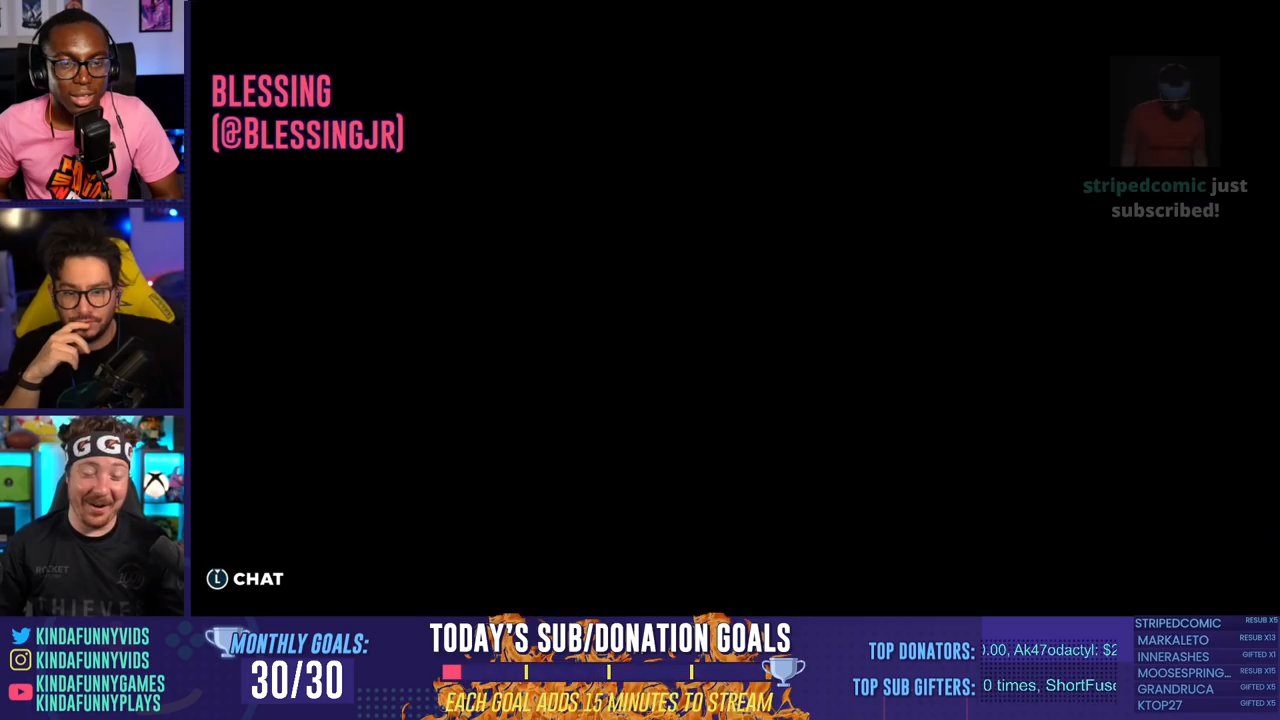 BLESSING
(@BLESSINGJR)
stripedcomic just
subscribed!
GGG
L CHAT
KINDAFUNNYVIDS
KINDAFUNNYVIDS
KINDAFUNNYGAMES
KINDAFUNNYPLAYS
MONTHLY GOALS:
30/30
TODAY'S SUB/DONATION GOALS
EACH GOAL ADDS 15 MINUTES TO STREAM
TOP DONATORS:
.00, Ak47odactyl: $2
TOP SUB GIFTERS:
0 times, ShortFuse
STRIPEDCOMIC RESUB X5
MARKALETO RESUB X13
INNERASHES GIFTED X1
MOOSESPRING... RESUB X15
GRANDRUCA GIFTED X5
KTOP27 GIFTED X5